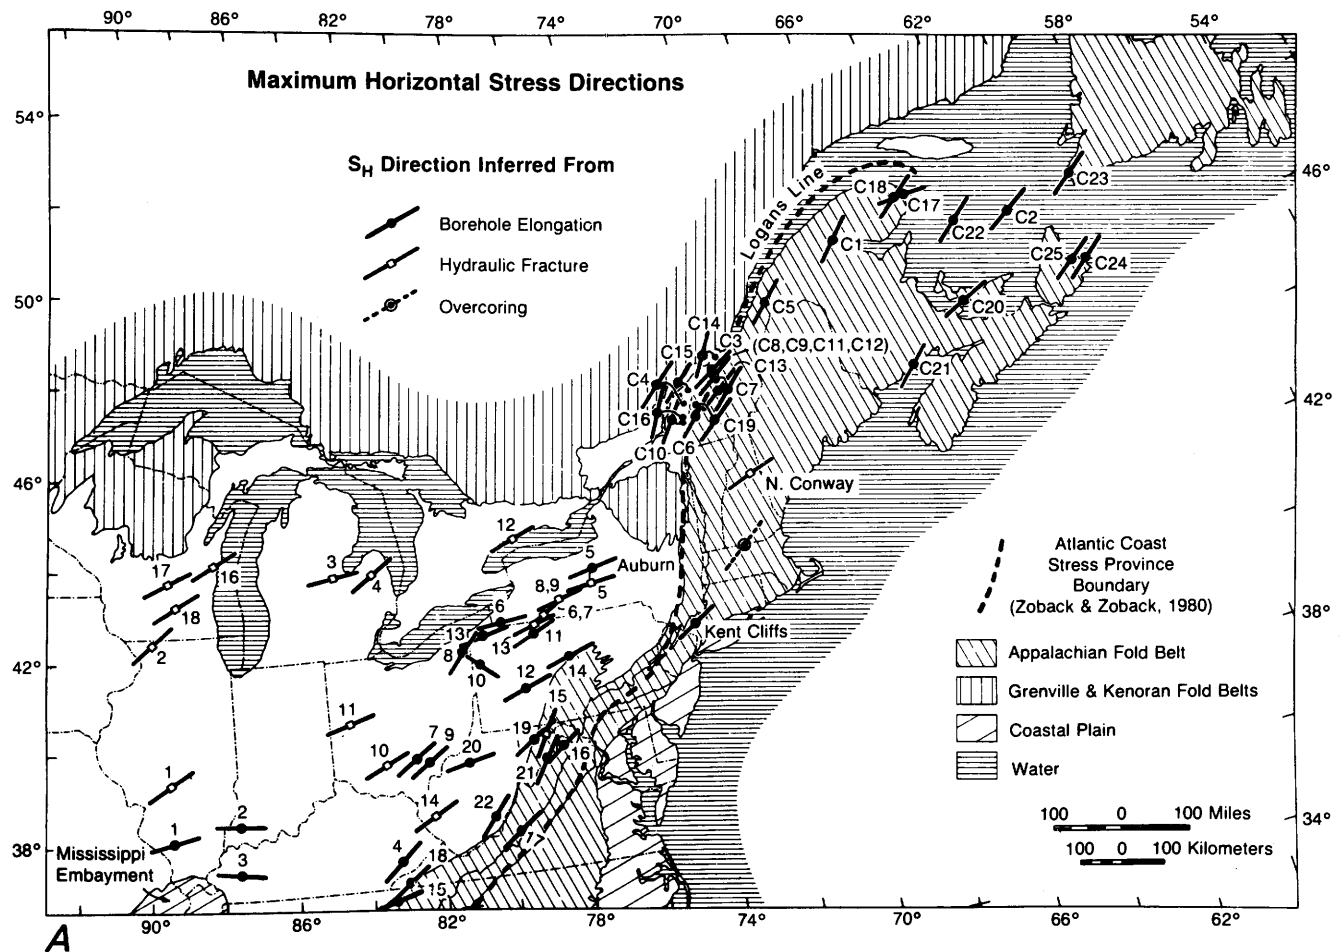 90° 86° 82° 78° 74° 70° 66° 62° 58° 54°
Maximum Horizontal Stress Directions
54°
S_H Direction Inferred From
Borehole Elongation
Hydraulic Fracture
Overcoring
Logans Line
C18
C17
C23
46°
C22
C2
C1
C25
C24
50°
C5
C20
C14
C3
(C8,C9,C11,C12)
C15
C13
C4
C7
C21
42°
C16
C19
C10
C6
46°
N. Conway
12
5
Auburn
17
16
3
4
8,9
5
18
6
6,7
Atlantic Coast
Stress Province
Boundary
(Zoback & Zoback, 1980)
38°
2
13
13
11
8
10
Kent Cliffs
42°
14
12
15
Appalachian Fold Belt
Grenville & Kenoran Fold Belts
Coastal Plain
Water
11
7
9
19
10
20
16
21
1
14
22
100 0 100 Miles
2
17
34°
1
4
38°
100 0 100 Kilometers
Mississippi
Embayment
3
18
15
90° 86° 82° 78° 74° 70° 66° 62°
A